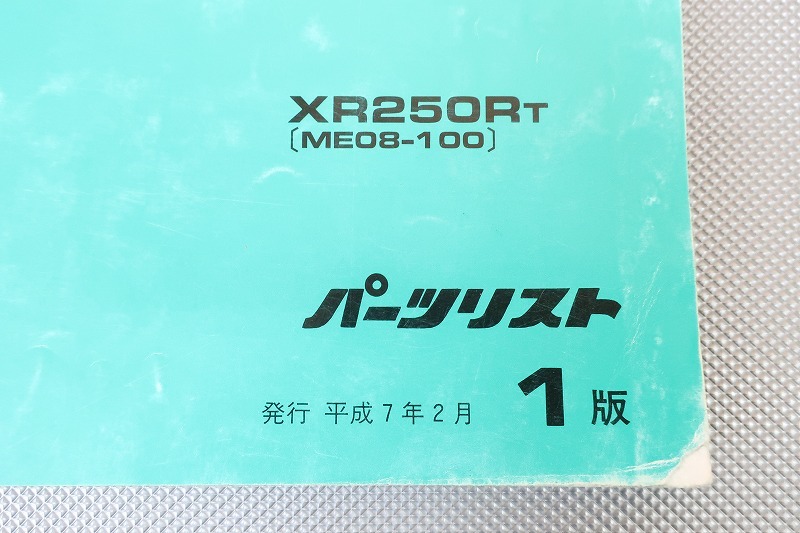 XR250RT
〔ME08-100〕
パーツリスト
発行 平成7年2月 1版